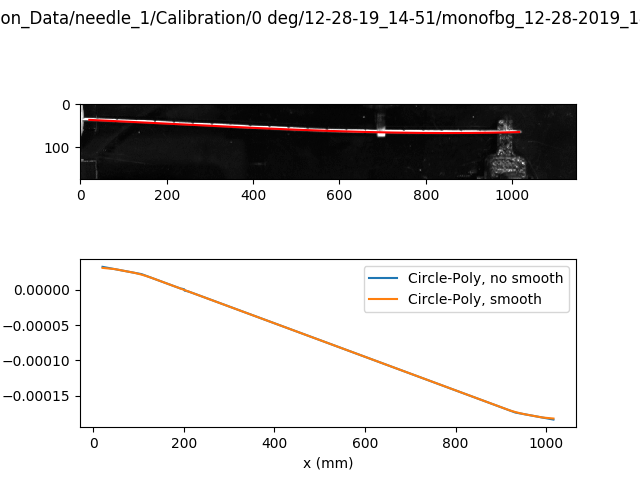 on_Data/needle_1/Calibration/0 deg/12-28-19_14-51/monofbg_12-28-2019_1
0
100
0 200 400 600 800 1000
Circle-Poly, no smooth
Circle-Poly, smooth
0.00000
−0.00005
−0.00010
−0.00015
0 200 400 600 800 1000
x (mm)